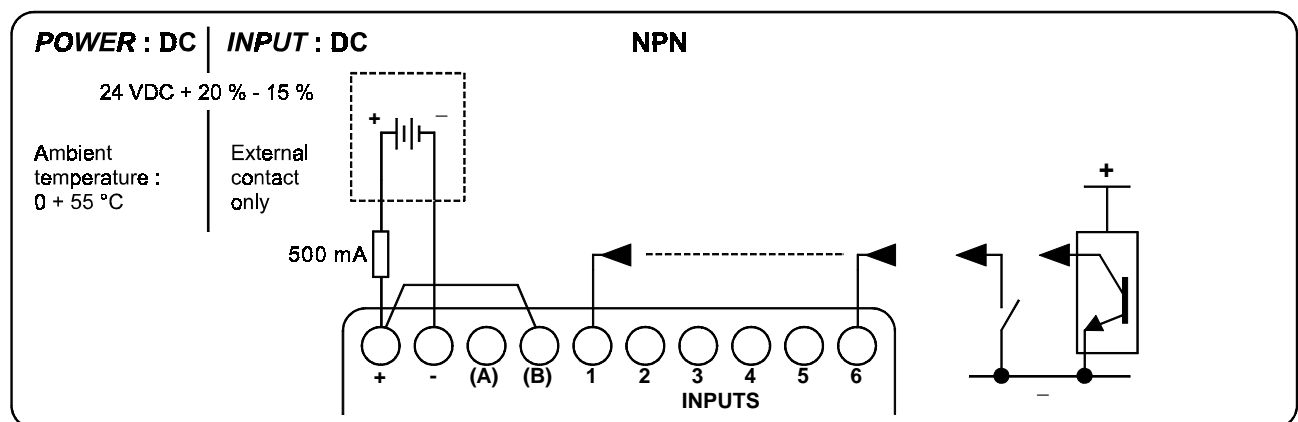 POWER : DC INPUT : DC NPN
24 VDC + 20 % - 15 %
+ –
Ambient
temperature :
0 + 55 °C
External
contact
only
+
500 mA
+ - (A) (B) 1 2 3 4 5 6
INPUTS
–